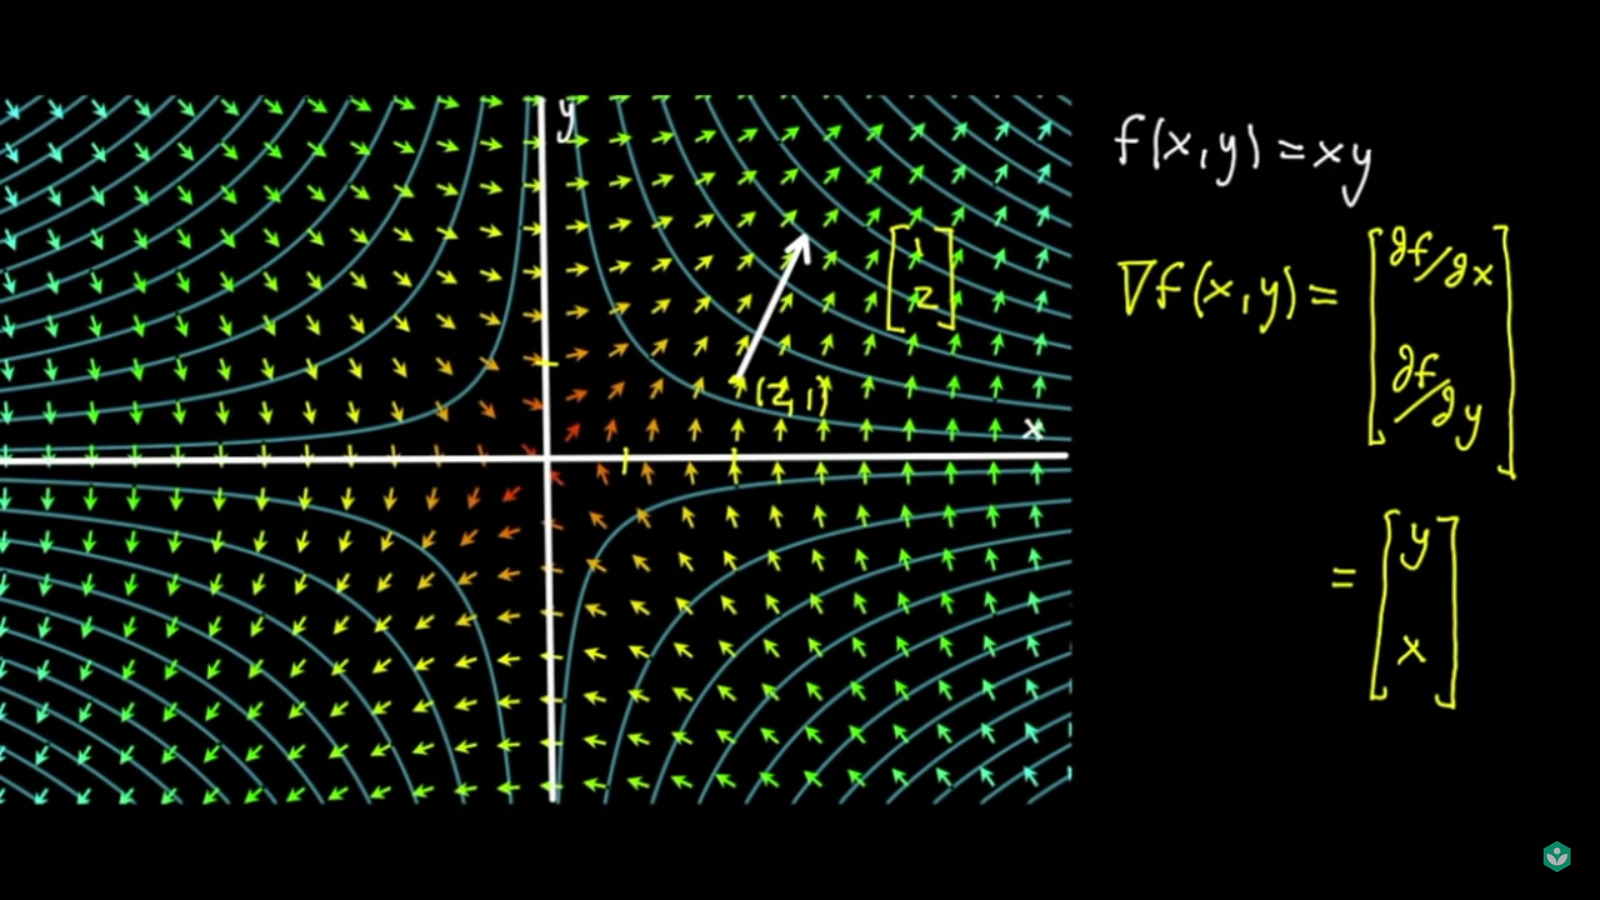 y
f(x,y)=xy
∇f(x,y)=[∂f/∂x
∂f/∂y]
[1
2]
(2,1)
x
=[y
x]